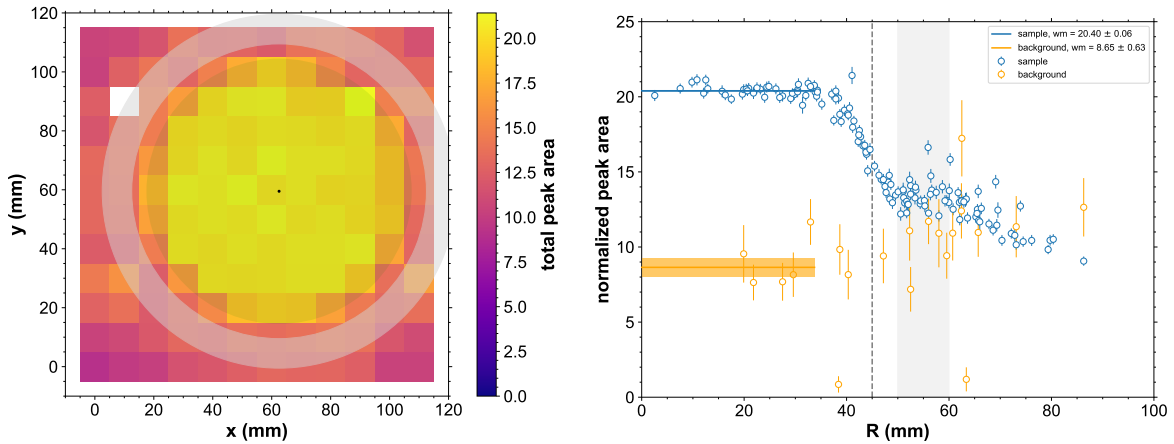 120
100
80
60
40
20
0
y (mm)
0 20 40 60 80 100 120
x (mm)
20.0
17.5
15.0
12.5
10.0
7.5
5.0
2.5
0.0
total peak area
25
20
15
10
5
0
normalized peak area
0 20 40 60 80 100
R (mm)
sample, wm = 20.40 ± 0.06
background, wm = 8.65 ± 0.63
sample
background